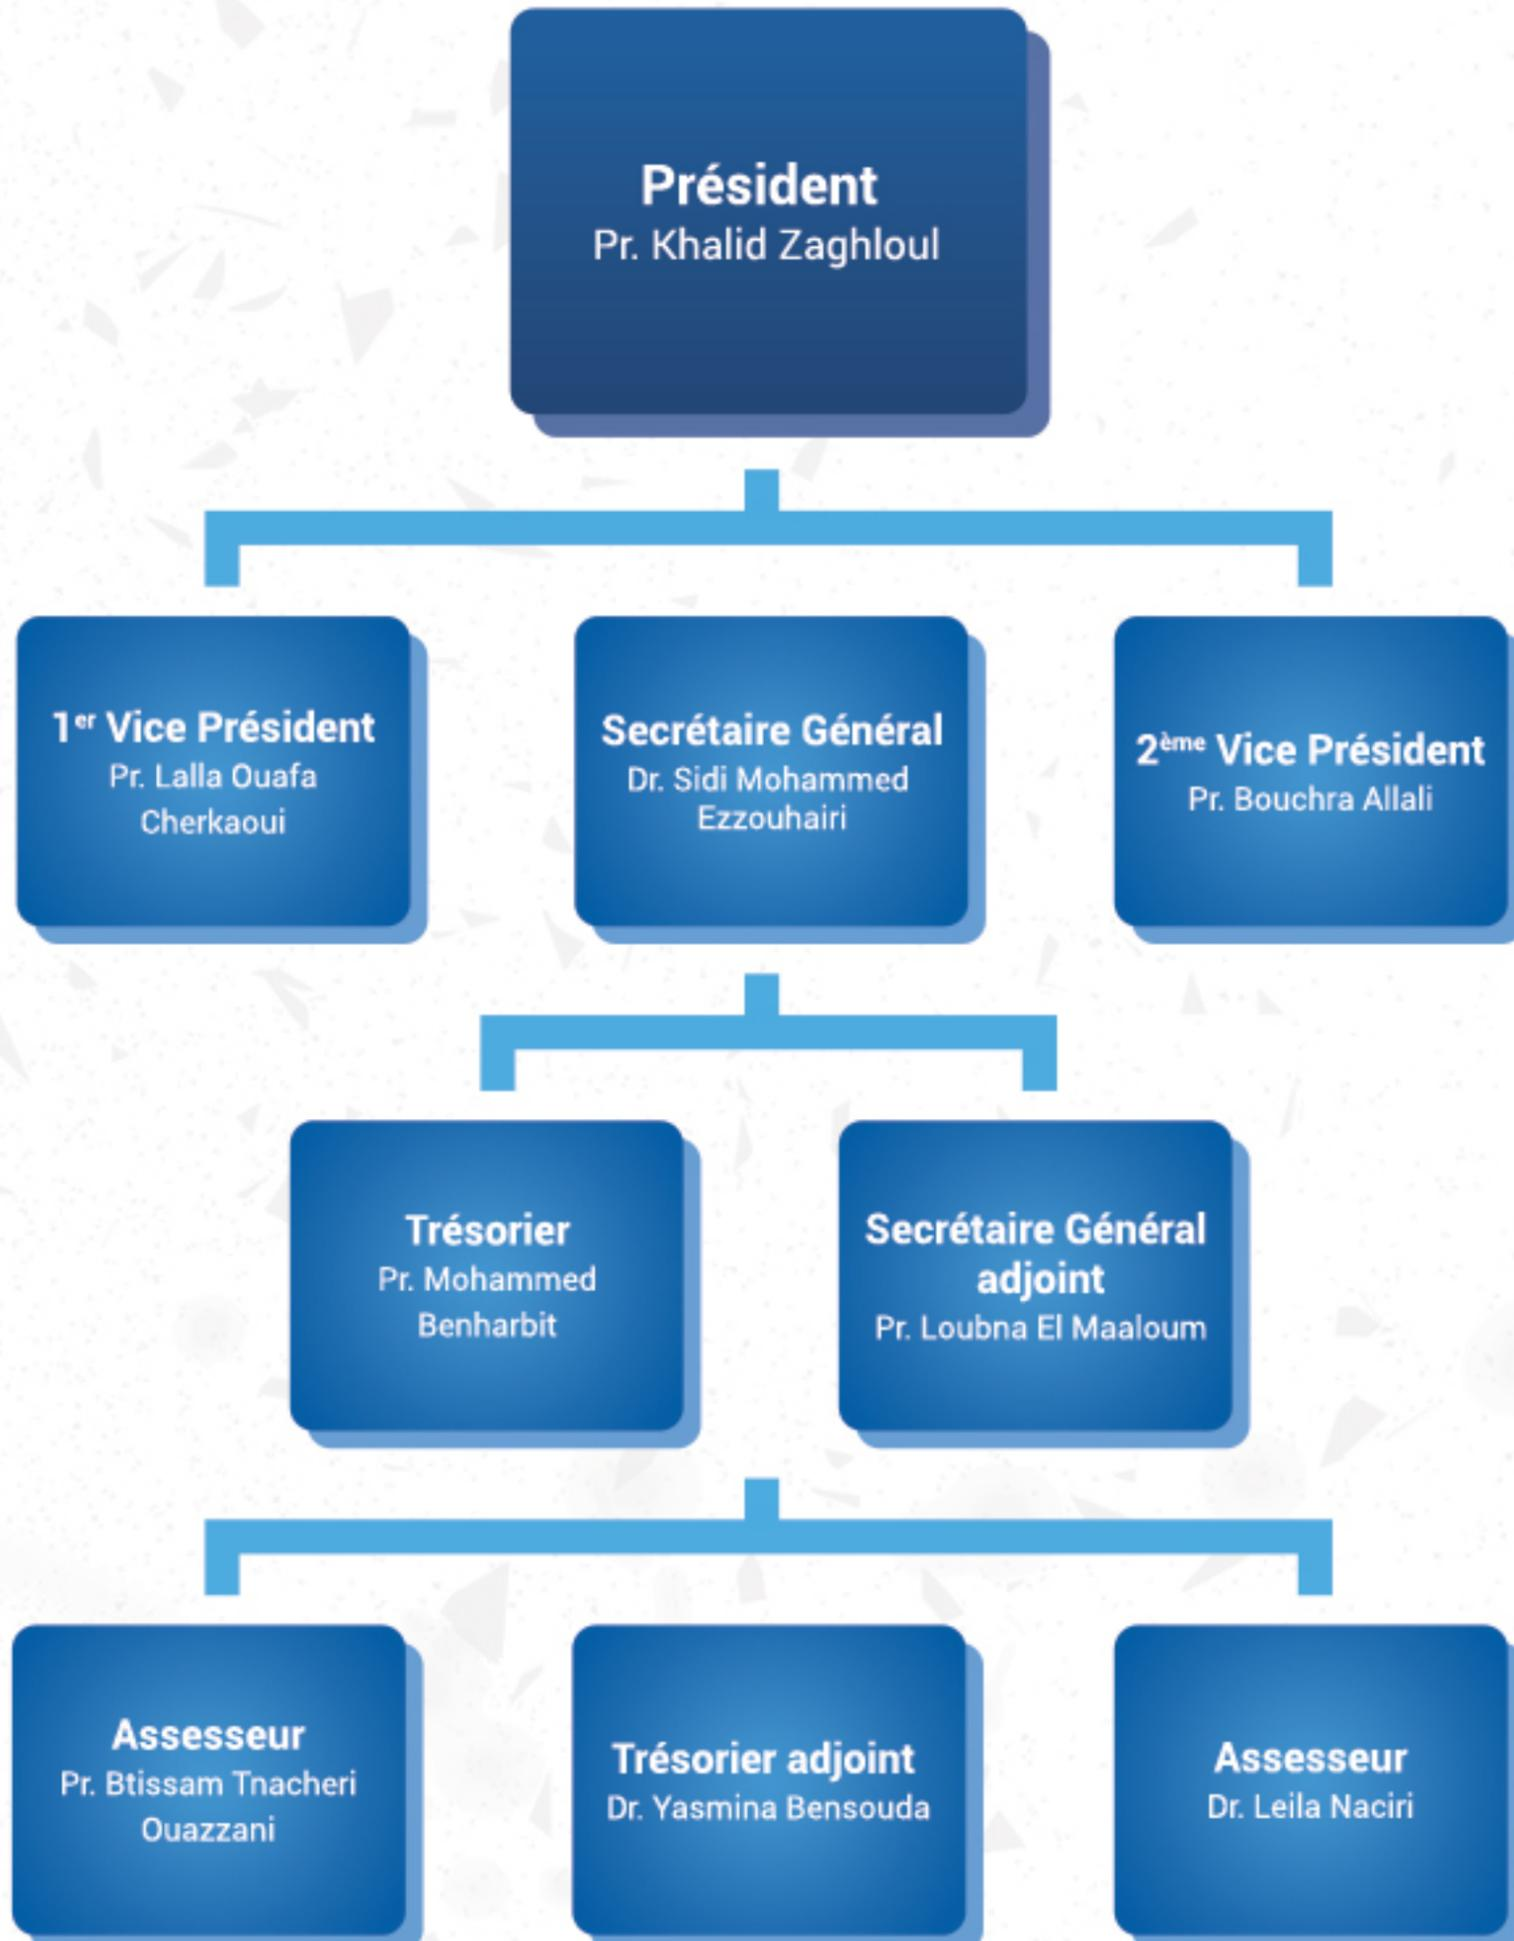 Président
Pr. Khalid Zaghloul
1er Vice Président
Pr. Lalla Ouafa
Cherkaoui
Secrétaire Général
Dr. Sidi Mohammed
Ezzouhairi
2ème Vice Président
Pr. Bouchra Allali
Trésorier
Pr. Mohammed
Benharbit
Secrétaire Général
adjoint
Pr. Loubna El Maaloum
Assesseur
Pr. Btissam Tnacheri
Ouazzani
Trésorier adjoint
Dr. Yasmina Bensouda
Assesseur
Dr. Leila Naciri